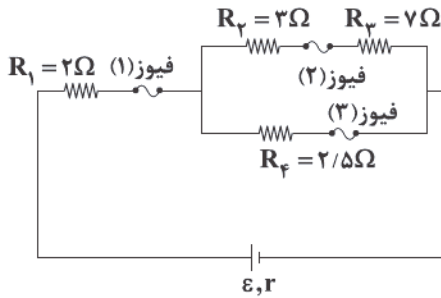 R₂=۳Ω R₃=۷Ω
R₁=۲Ω فیوز(۱)
فیوز
(۲)
فیوز
(۳)
R₄=۲/۵Ω
ε,r